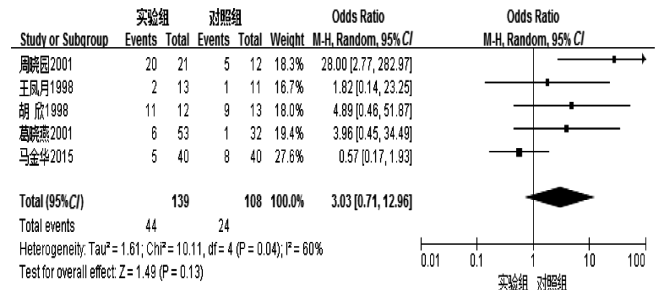 实验组 对照组 Odds Ratio Odds Ratio
Study or Subgroup Events Total Events Total Weight M-H, Random, 95% CI M-H, Random, 95% CI
周晓园2001 20 21 5 12 18.3% 28.00 [2.77, 282.97]
王凤月1998 2 13 1 11 16.3% 1.82 [0.14, 23.25]
胡 欣1998 11 12 9 13 18.4% 4.89 [0.46, 51.87]
葛晓燕2001 6 53 1 32 19.4% 3.96 [0.45, 34.49]
马金华2015 5 40 8 40 27.6% 0.57 [0.17, 1.93]
Total (95%CI) 139 108 100.0% 3.03 [0.71, 12.96]
Total events 44 24
Heterogeneity: Tau² = 1.61; Chi² = 10.11, df = 4 (P = 0.04); I² = 60%
Test for overall effect: Z = 1.49 (P = 0.13)
0.01 0.1 1 10 100
实验组 对照组